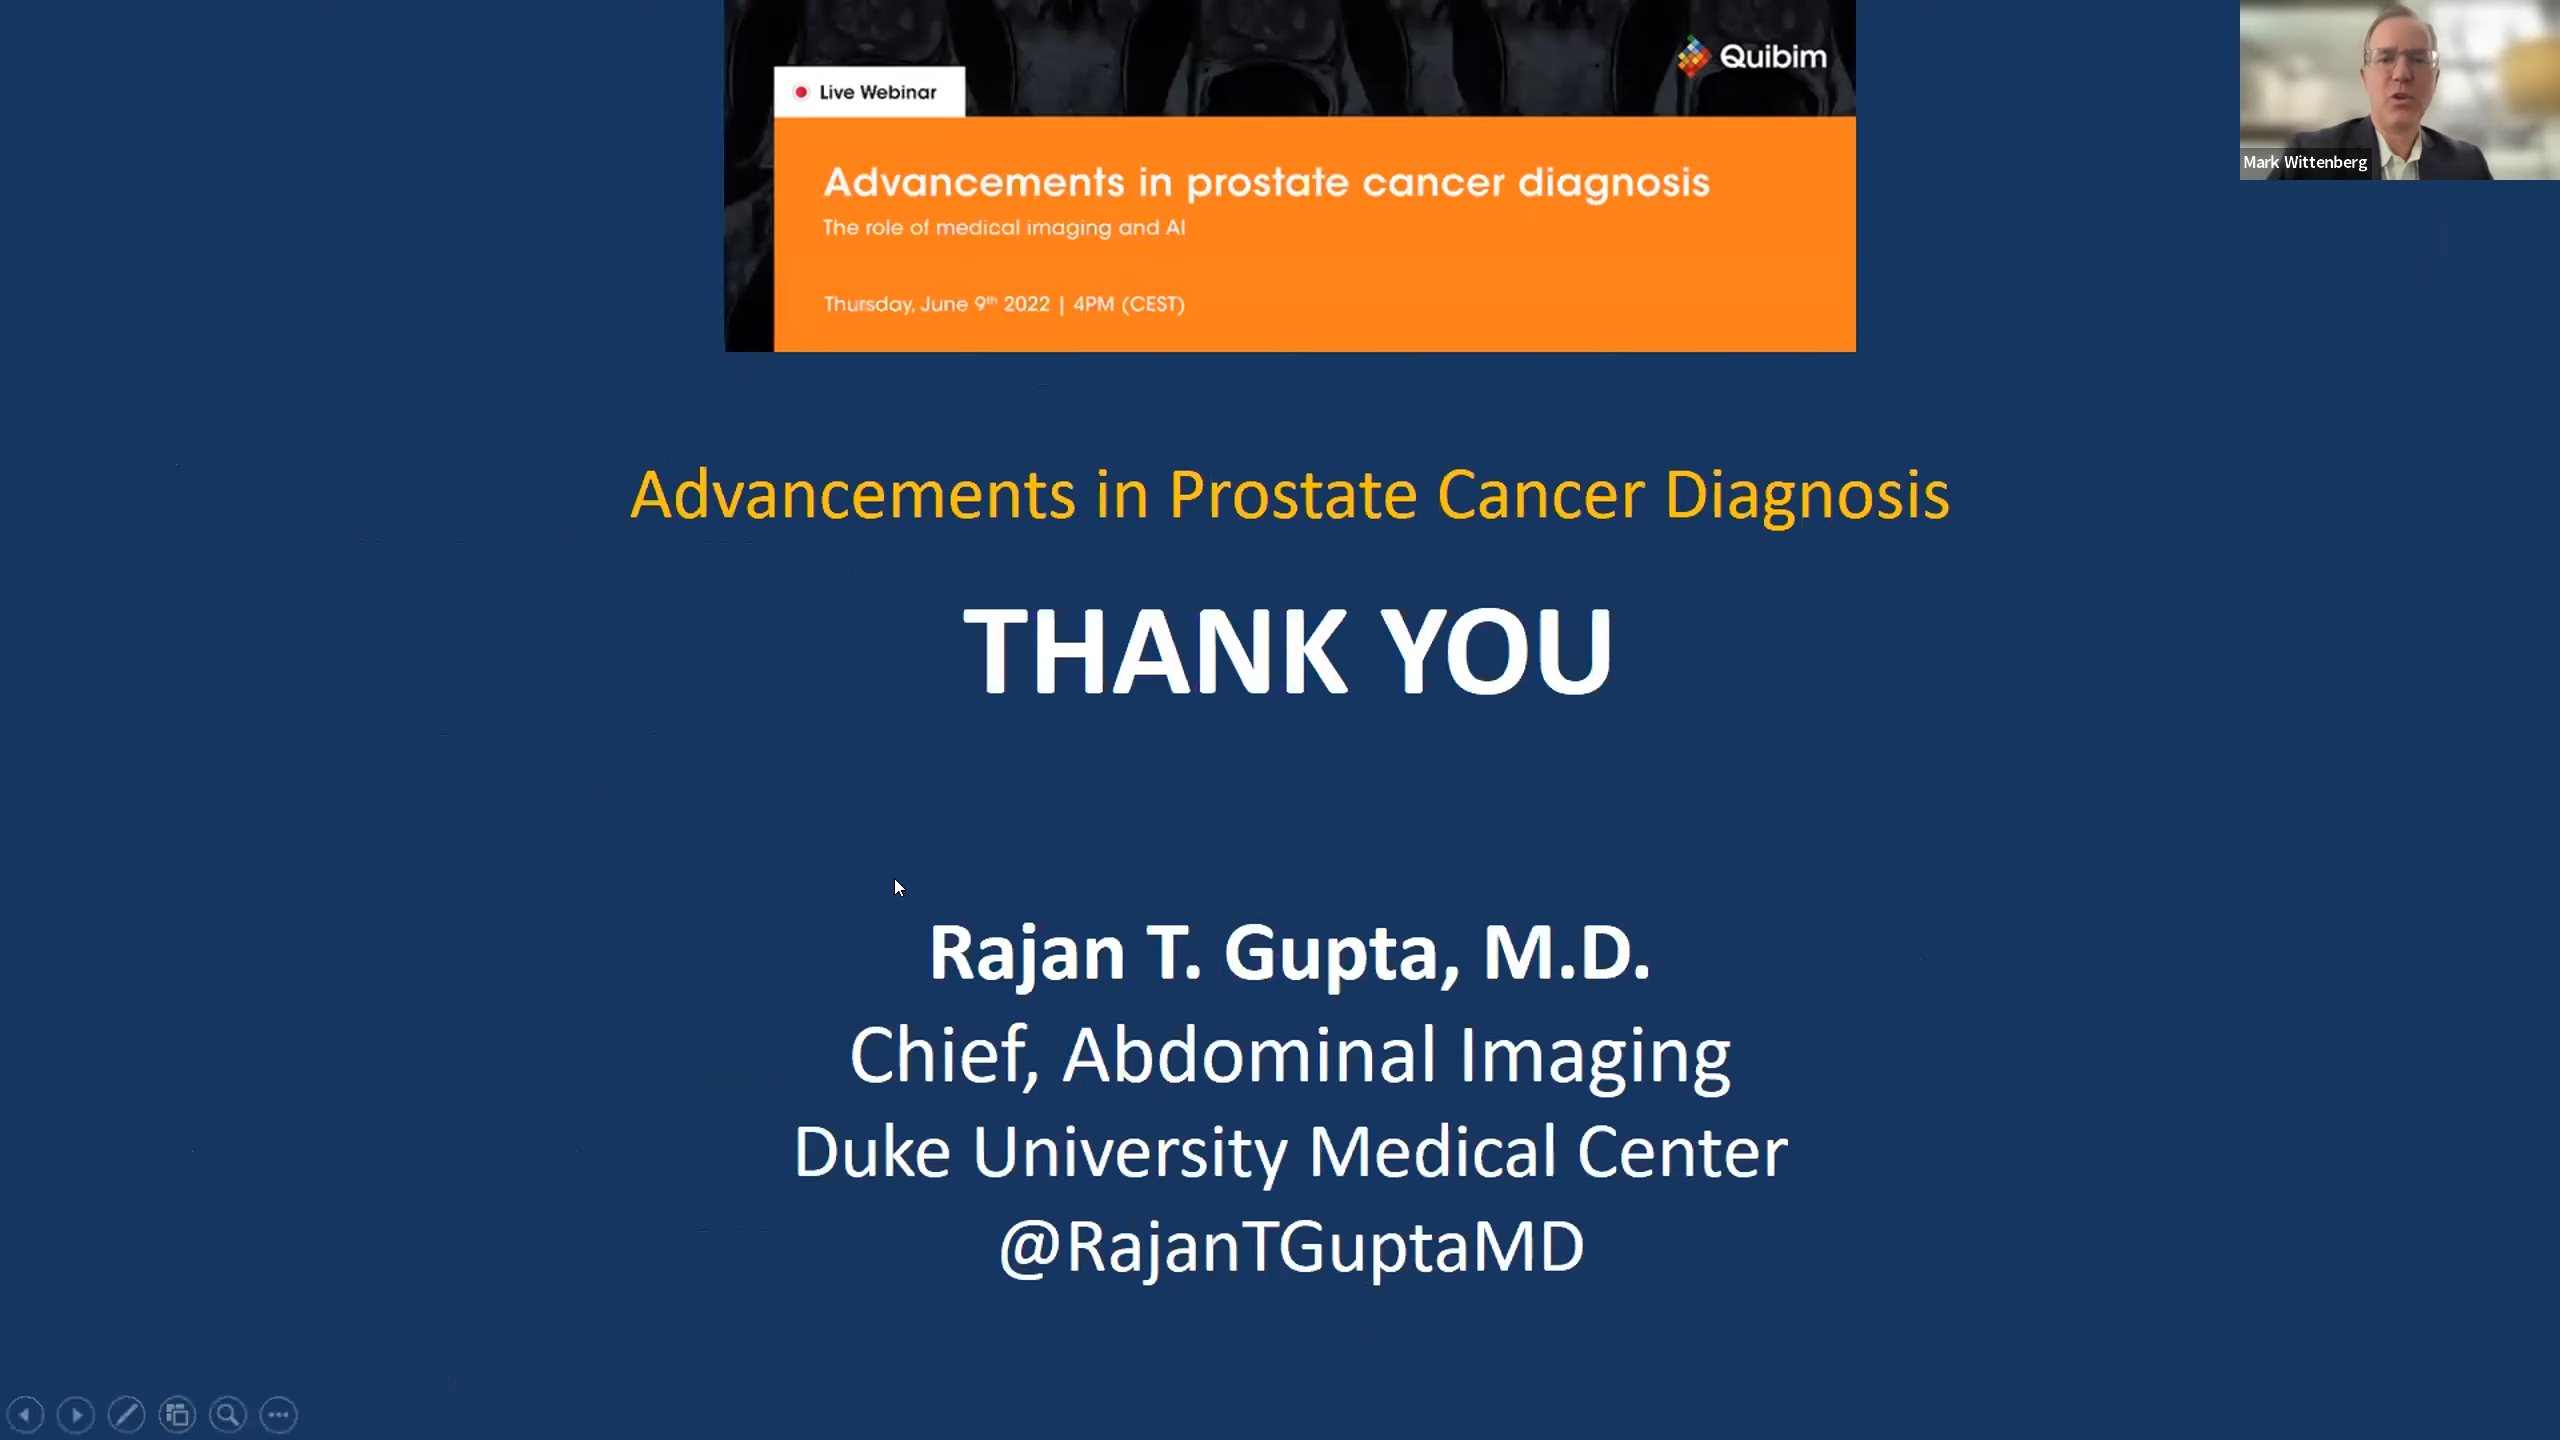 Quibim
Live Webinar
Advancements in prostate cancer diagnosis
The role of medical imaging and AI
Thursday, June 9th 2022 | 4PM (CEST)
Mark Wittenberg
Advancements in Prostate Cancer Diagnosis
THANK YOU
Rajan T. Gupta, M.D.
Chief, Abdominal Imaging
Duke University Medical Center
@RajanTGuptaMD